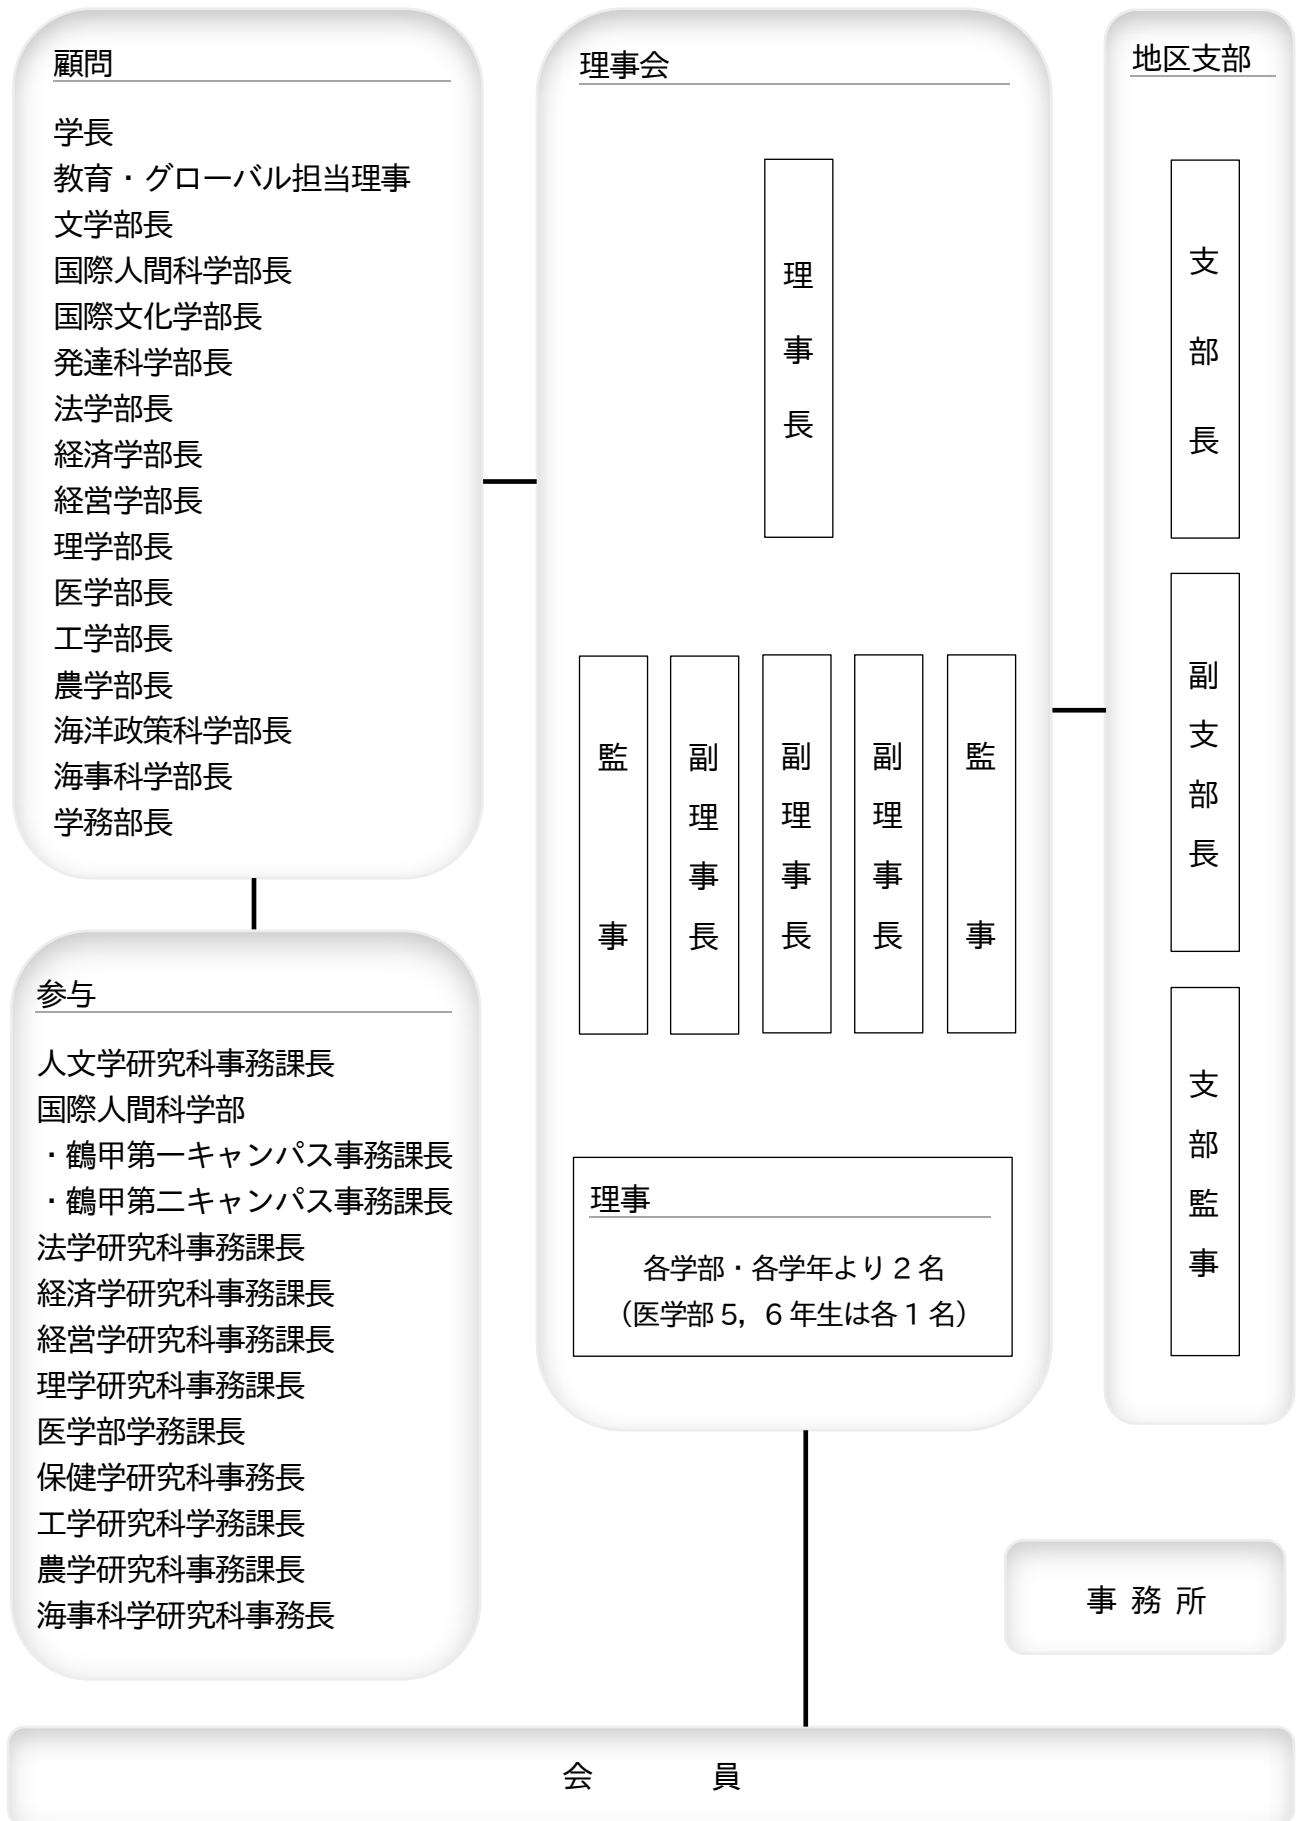 顧問
学長
教育・グローバル担当理事
文学部長
国際人間科学部長
国際文化学部長
発達科学部長
法学部長
経済学部長
経営学部長
理学部長
医学部長
工学部長
農学部長
海洋政策科学部長
海事科学部長
学務部長
参与
人文学研究科事務課長
国際人間科学部
・鶴甲第一キャンパス事務課長
・鶴甲第二キャンパス事務課長
法学研究科事務課長
経済学研究科事務課長
経営学研究科事務課長
理学研究科事務課長
医学部学務課長
保健学研究科事務長
工学研究科学務課長
農学研究科事務課長
海事科学研究科事務長
理事会
理事長
監事
副理事長
副理事長
副理事長
監事
理事
各学部・各学年より2名
（医学部5，6年生は各1名）
地区支部
支部長
副支部長
支部監事
事務所
会員